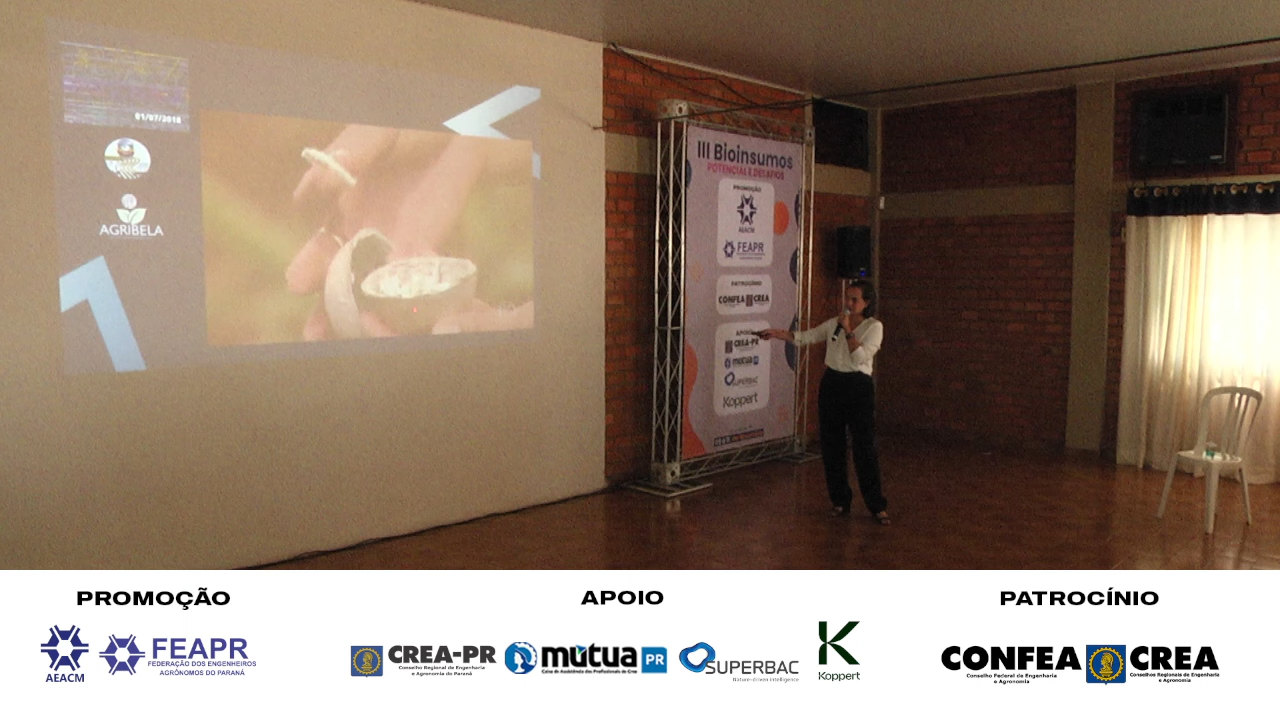 01/07/2018
AGRIBELA
III Bioinsumos
POTENCIAL E DESAFIOS
PROMOÇÃO
AEACM
FEAPR
PATROCÍNIO
CONFEA CREA
APOIO
CREA-PR
mútua PR
SUPERBAC
Koppert
PROMOÇÃO
AEACM
FEAPR
FEDERAÇÃO DOS ENGENHEIROS
AGRÔNOMOS DO PARANÁ
APOIO
CREA-PR
Conselho Regional de Engenharia
e Agronomia do Paraná
mútua PR
Caixa de Assistência dos Profissionais do Crea
SUPERBAC
Nature-driven intelligence
Koppert
PATROCÍNIO
CONFEA
Conselho Federal de Engenharia
e Agronomia
CREA
Conselhos Regionais de Engenharia
e Agronomia